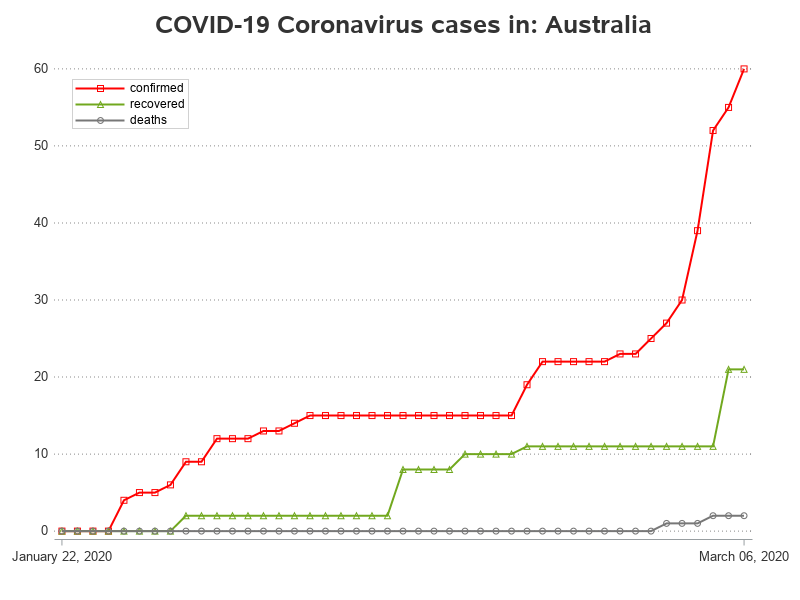 COVID-19 Coronavirus cases in: Australia
60
confirmed
recovered
deaths
50
40
30
20
10
0
January 22, 2020 March 06, 2020